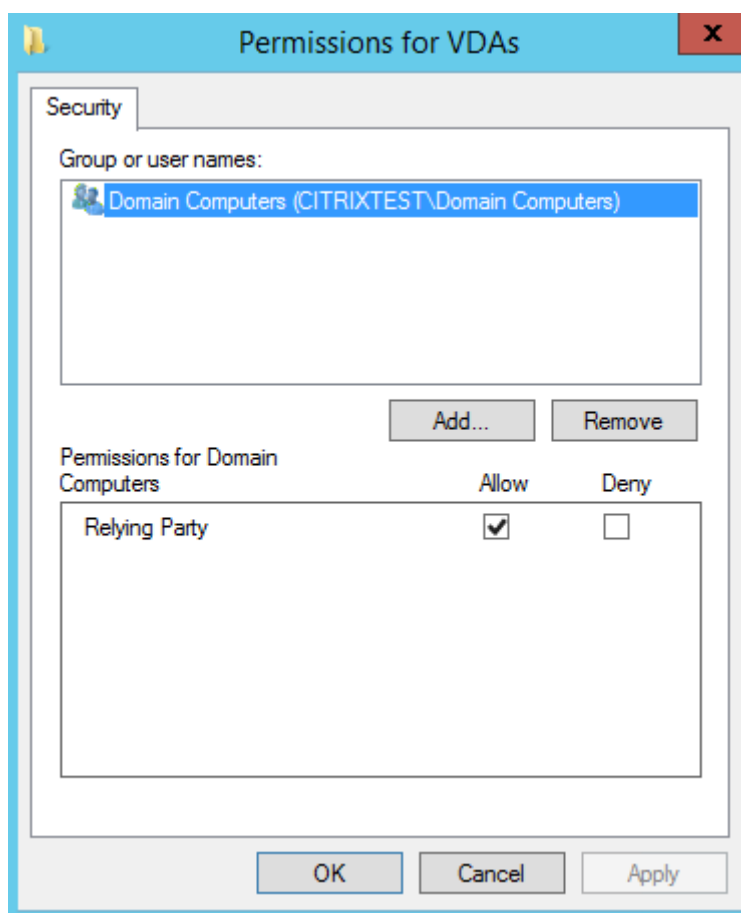 Permissions for VDAs
x
Security
Group or user names:
Domain Computers (CITRIXTEST\Domain Computers)
Add...
Remove
Permissions for Domain
Computers
Allow
Deny
Relying Party
OK
Cancel
Apply